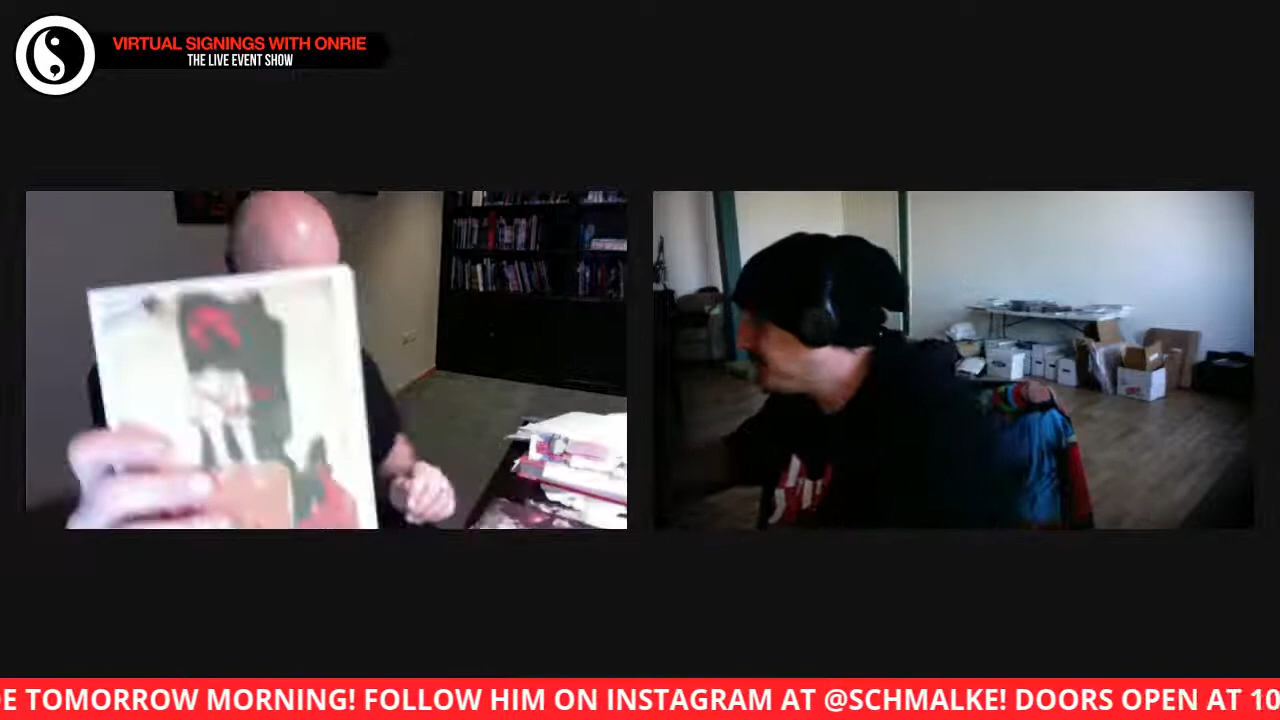 VIRTUAL SIGNINGS WITH ONRIE
THE LIVE EVENT SHOW
TOMORROW MORNING! FOLLOW HIM ON INSTAGRAM AT @SCHMALKE! DOORS OPEN AT 10